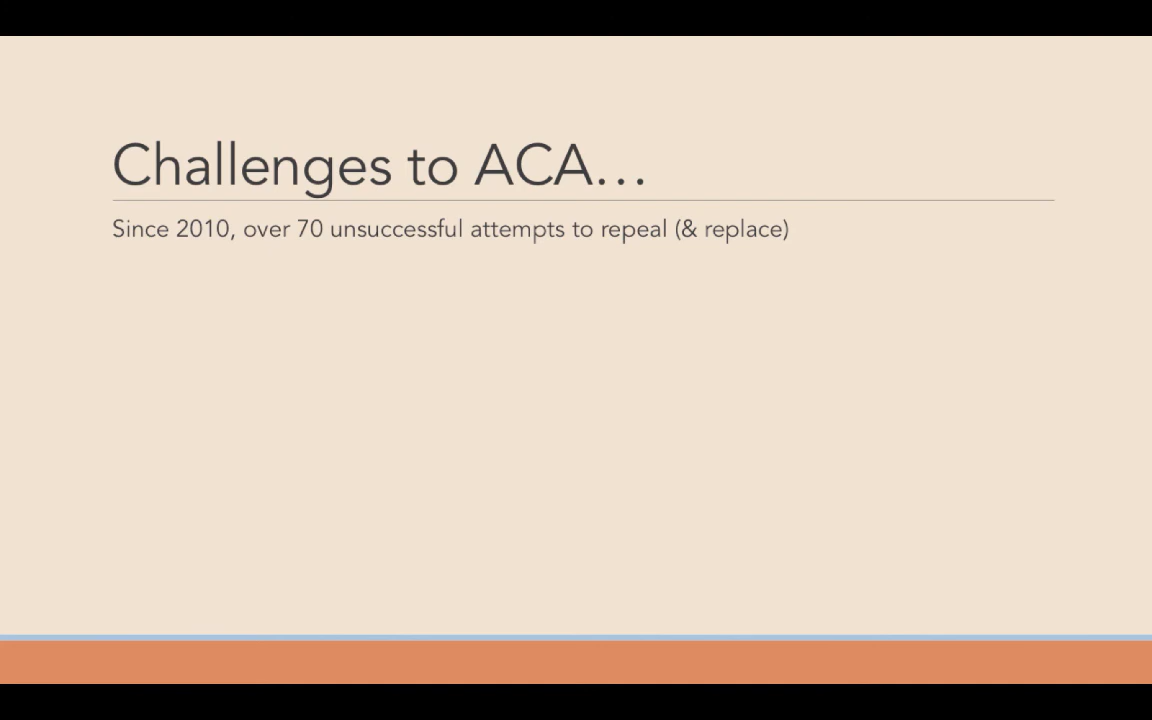 Challenges to ACA…
Since 2010, over 70 unsuccessful attempts to repeal (& replace)